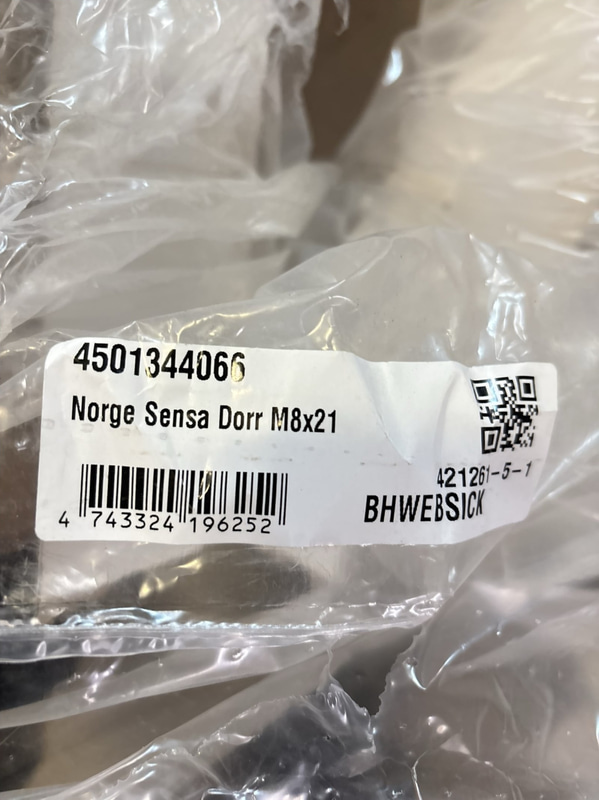 4501344066
Norge Sensa Dorr M8x21
421261-5-1
BHWEBSICK
4 743324 196252